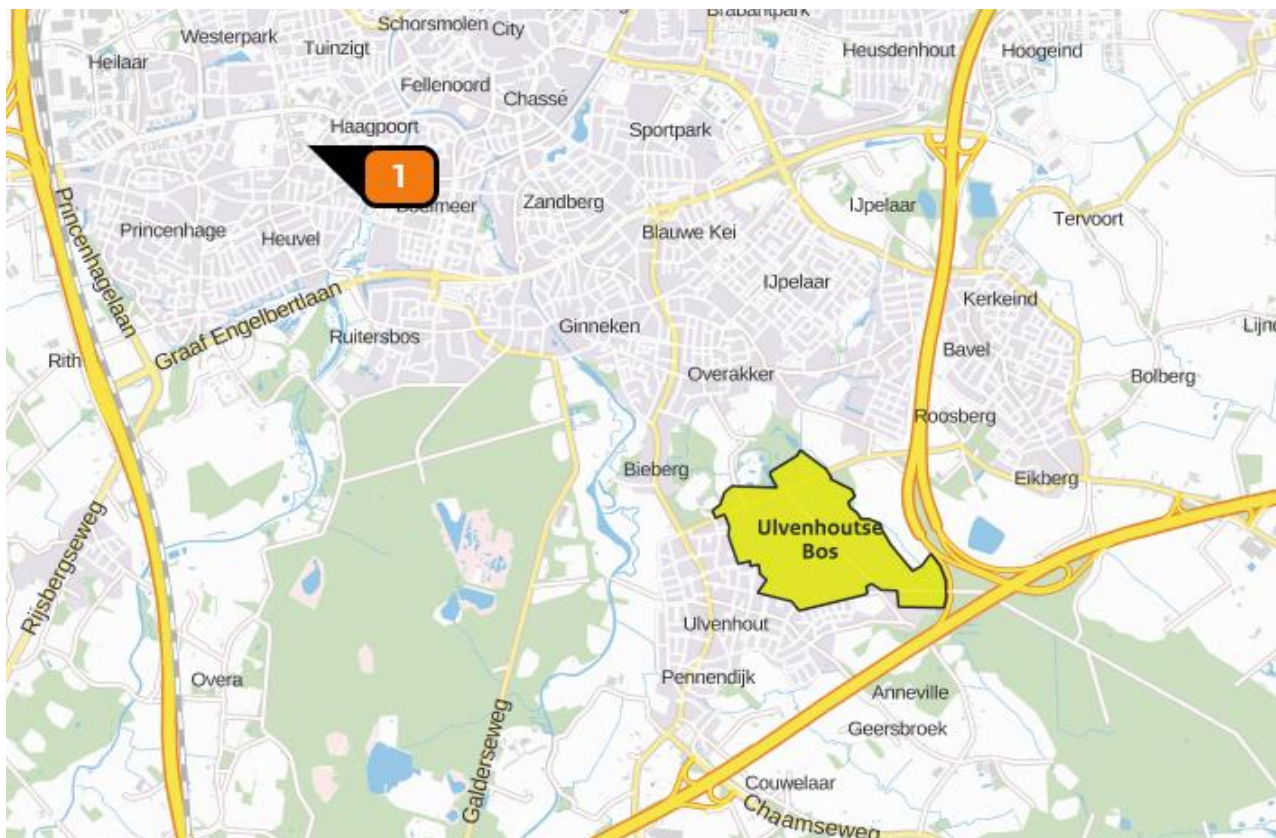 Schorsmolen
City
Brabantpark
Westerpark
Tuinzigt
Heusdenhout
Hoogeind
Heilaar
Fellenoord
Chassé
Haagpoort
Sportpark
1
Zandberg
IJpelaar
Tervoort
Princenhage
Heuvel
Blauwe Kei
Princenhagelaan
IJpelaar
Kerkeind
Graaf Engelbertlaan
Ruitersbos
Ginneken
Lijnd
Rith
Bavel
Overakker
Bolberg
Roosberg
Bieberg
Eikberg
Ulvenhoutse
Bos
Rijsbergseweg
Ulvenhout
Overa
Pennendijk
Anneville
Geersbroek
Galderseweg
Couwelaar
Chaamseweg